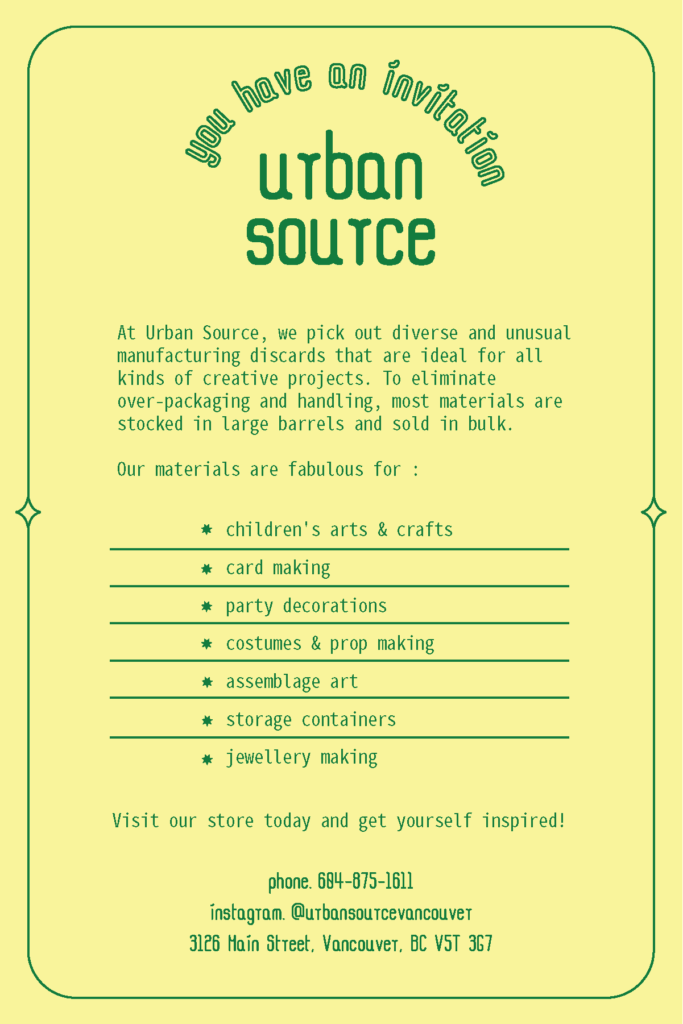 you have an invitation
urban
source
At Urban Source, we pick out diverse and unusual
manufacturing discards that are ideal for all
kinds of creative projects. To eliminate
over-packaging and handling, most materials are
stocked in large barrels and sold in bulk.
Our materials are fabulous for :
children's arts & crafts
card making
party decorations
costumes & prop making
assemblage art
storage containers
jewellery making
Visit our store today and get yourself inspired!
phone. 604-875-1611
instagram. @urbansourcevancouver
3126 Main Street, Vancouver, BC V5T 3G7